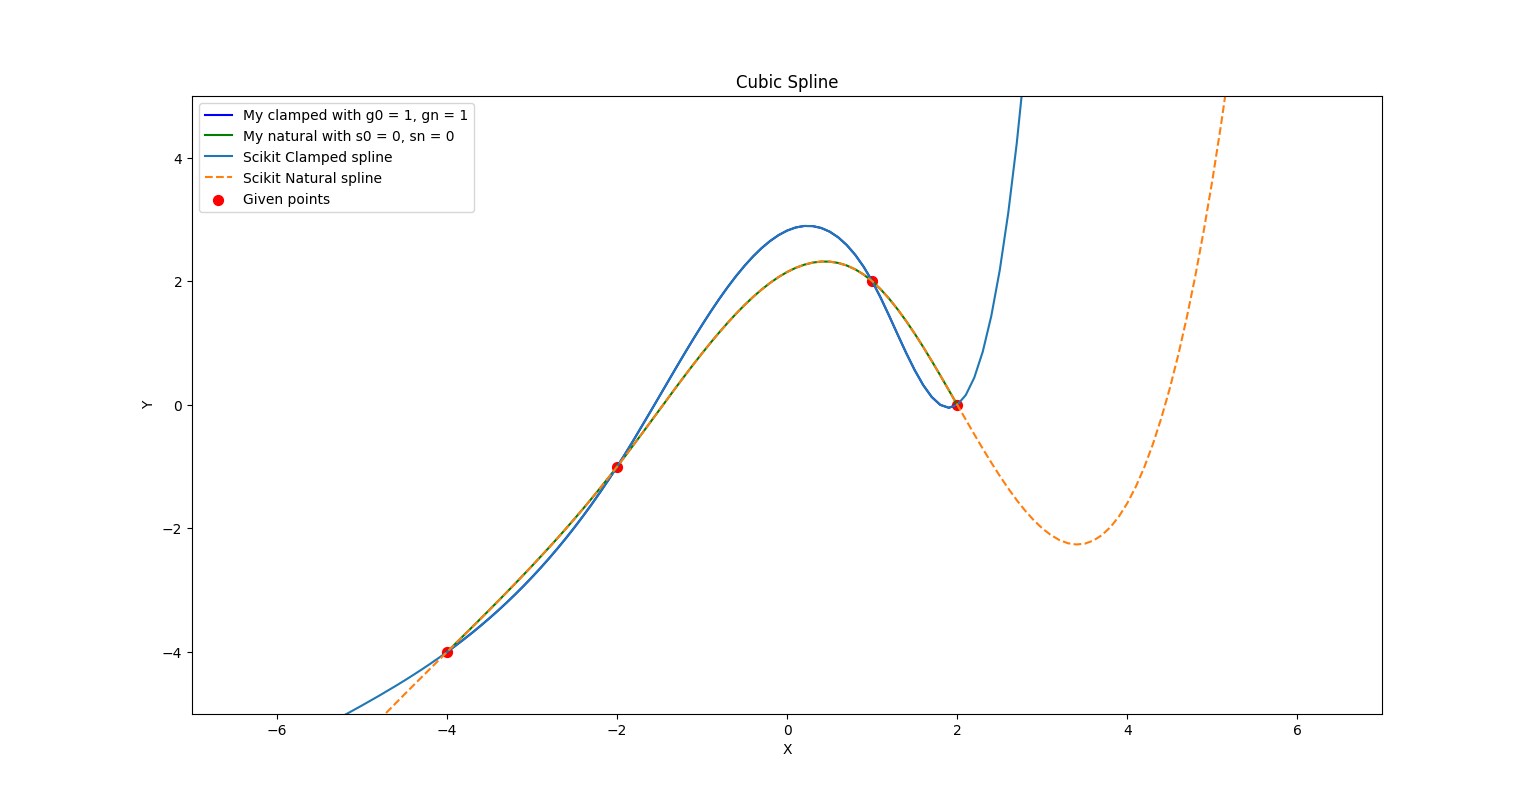 Cubic Spline
My clamped with g0 = 1, gn = 1
My natural with s0 = 0, sn = 0
Scikit Clamped spline
Scikit Natural spline
Given points
4
2
0
−2
−4
Y
−6 −4 −2 0 2 4 6
X